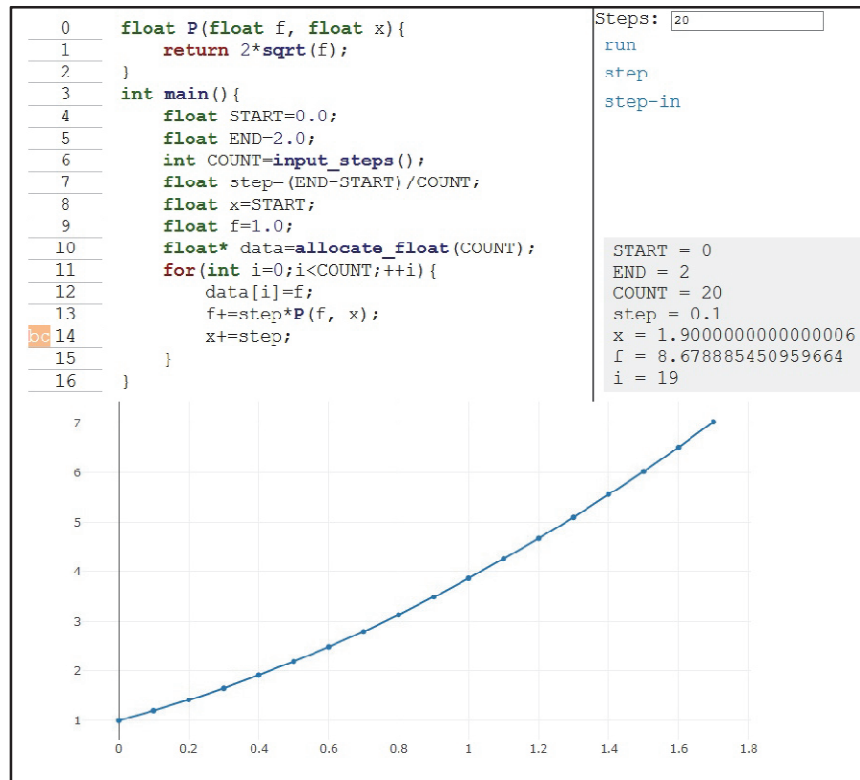 0 float P(float f, float x){
1 return 2*sqrt(f);
2 }
3 int main(){
4 float START=0.0;
5 float END=2.0;
6 int COUNT=input_steps();
7 float step=(END-START)/COUNT;
8 float x=START;
9 float f=1.0;
10 float* data=allocate_float(COUNT);
11 for(int i=0;i<COUNT;++i){
12 data[i]=f;
13 f+=step*P(f, x);
bc 14 x+=step;
15 }
16 }
Steps: 20
run
step
step-in
START = 0
END = 2
COUNT = 20
step = 0.1
x = 1.9000000000000006
f = 8.678885450959664
i = 19
7
6
5
4
3
2
1
0 0.2 0.4 0.6 0.8 1 1.2 1.4 1.6 1.8